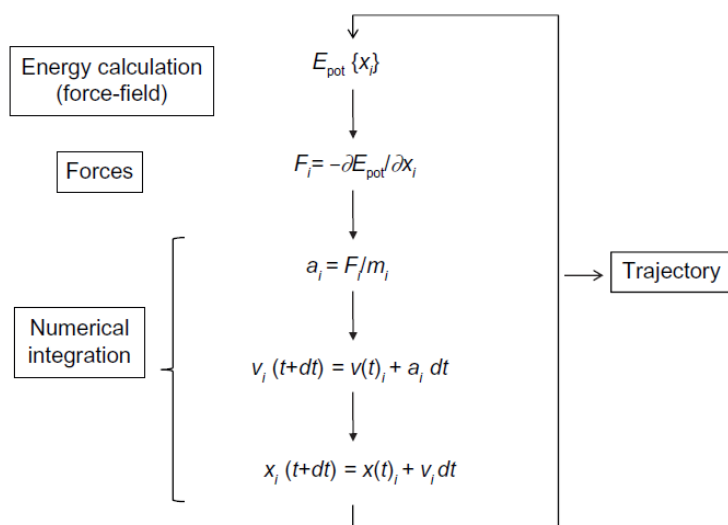 Energy calculation
(force-field)
E_pot {x_i}
Forces
F_i = −∂E_pot/∂x_i
a_i = F_i/m_i
Numerical
integration
v_i (t+dt) = v(t)_i + a_i dt
x_i (t+dt) = x(t)_i + v_i dt
Trajectory